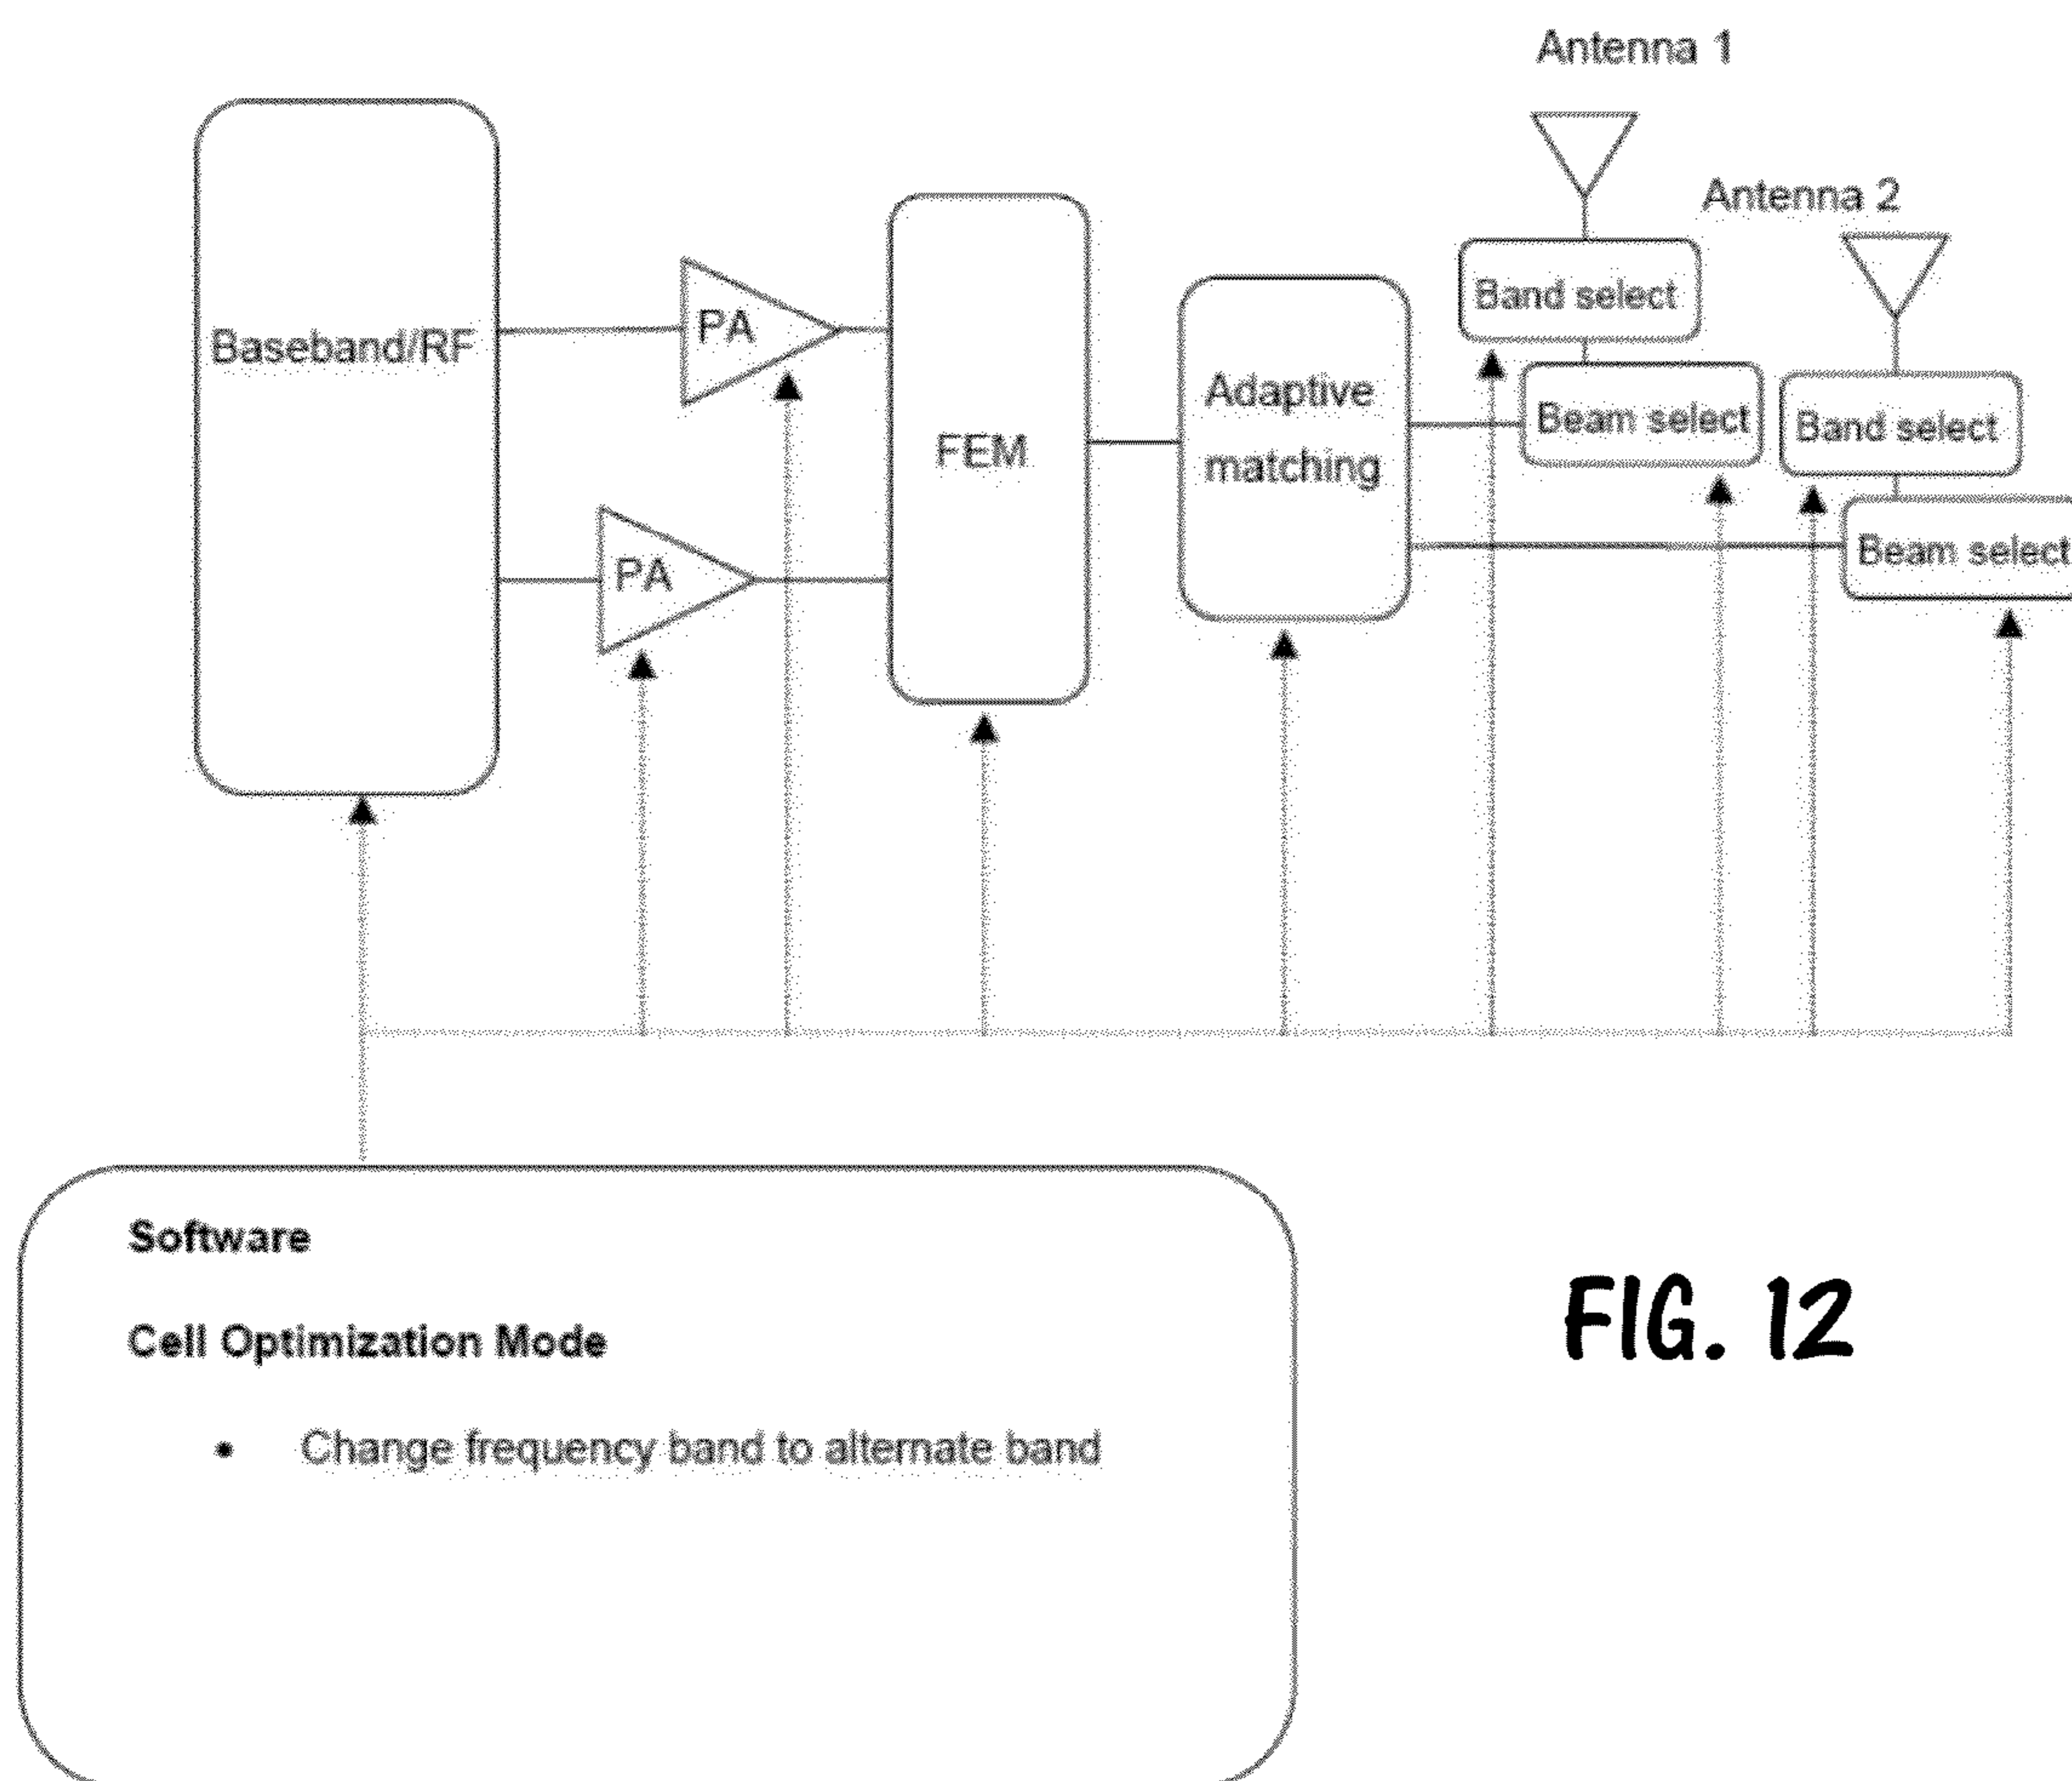 Antenna 1
Antenna 2
Band select
Baseband/RF
PA
Adaptive
matching
FEM
Beam select
Band select
PA
Beam select
Software
Cell Optimization Mode
• Change frequency band to alternate band
FIG. 12